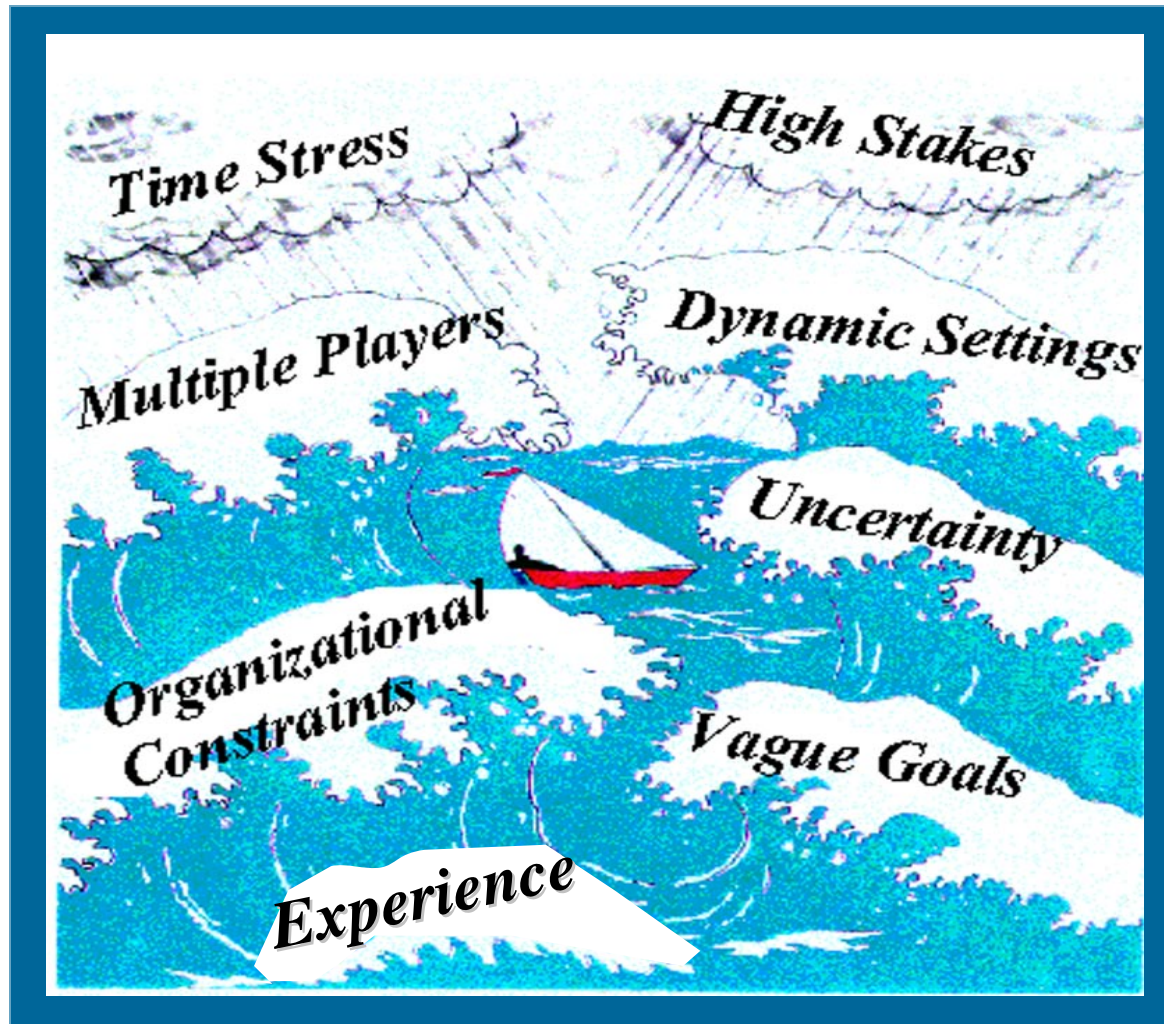 Time Stress
High Stakes
Multiple Players
Dynamic Settings
Uncertainty
Organizational
Constraints
Vague Goals
Experience